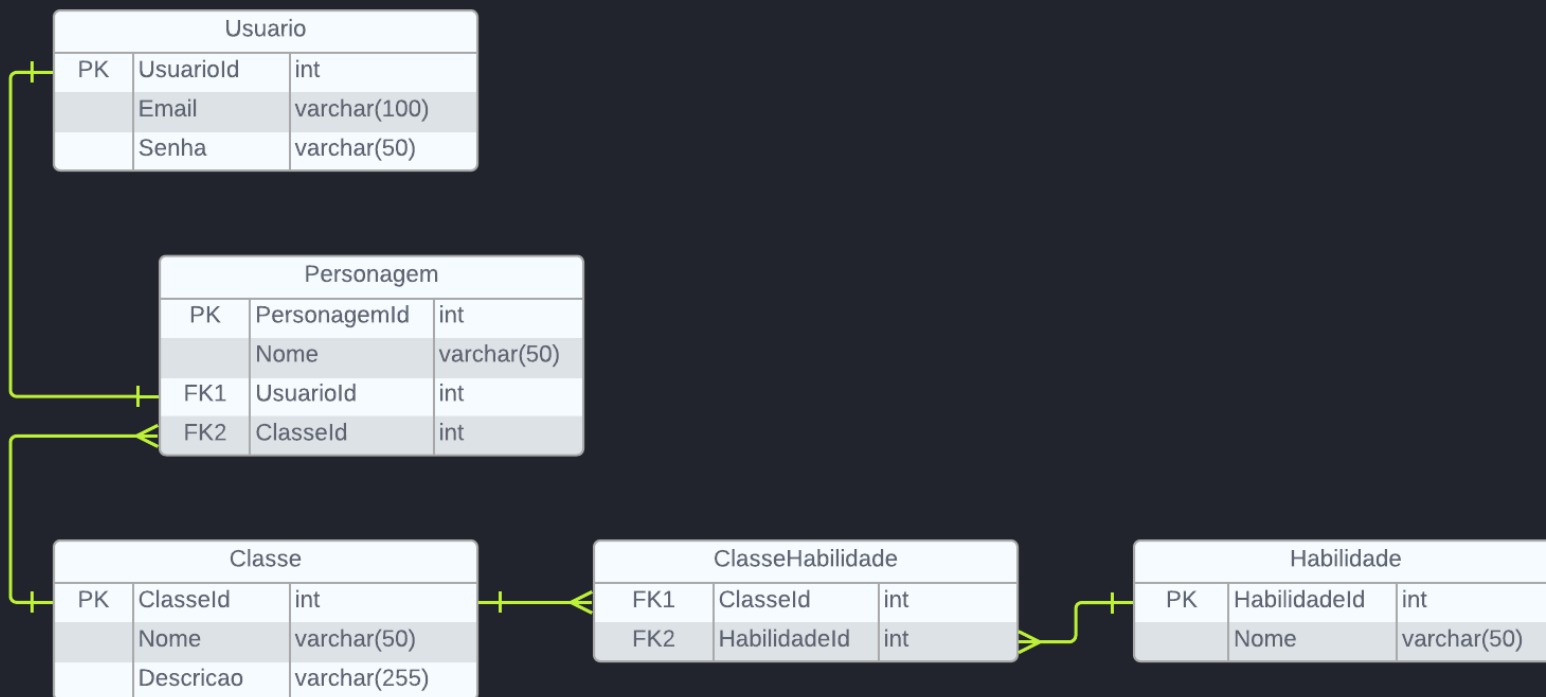 Usuario
PK UsuarioId int
Email varchar(100)
Senha varchar(50)
Personagem
PK PersonagemId int
Nome varchar(50)
FK1 UsuarioId int
FK2 ClasseId int
Classe
PK ClasseId int
Nome varchar(50)
Descricao varchar(255)
ClasseHabilidade
FK1 ClasseId int
FK2 HabilidadeId int
Habilidade
PK HabilidadeId int
Nome varchar(50)